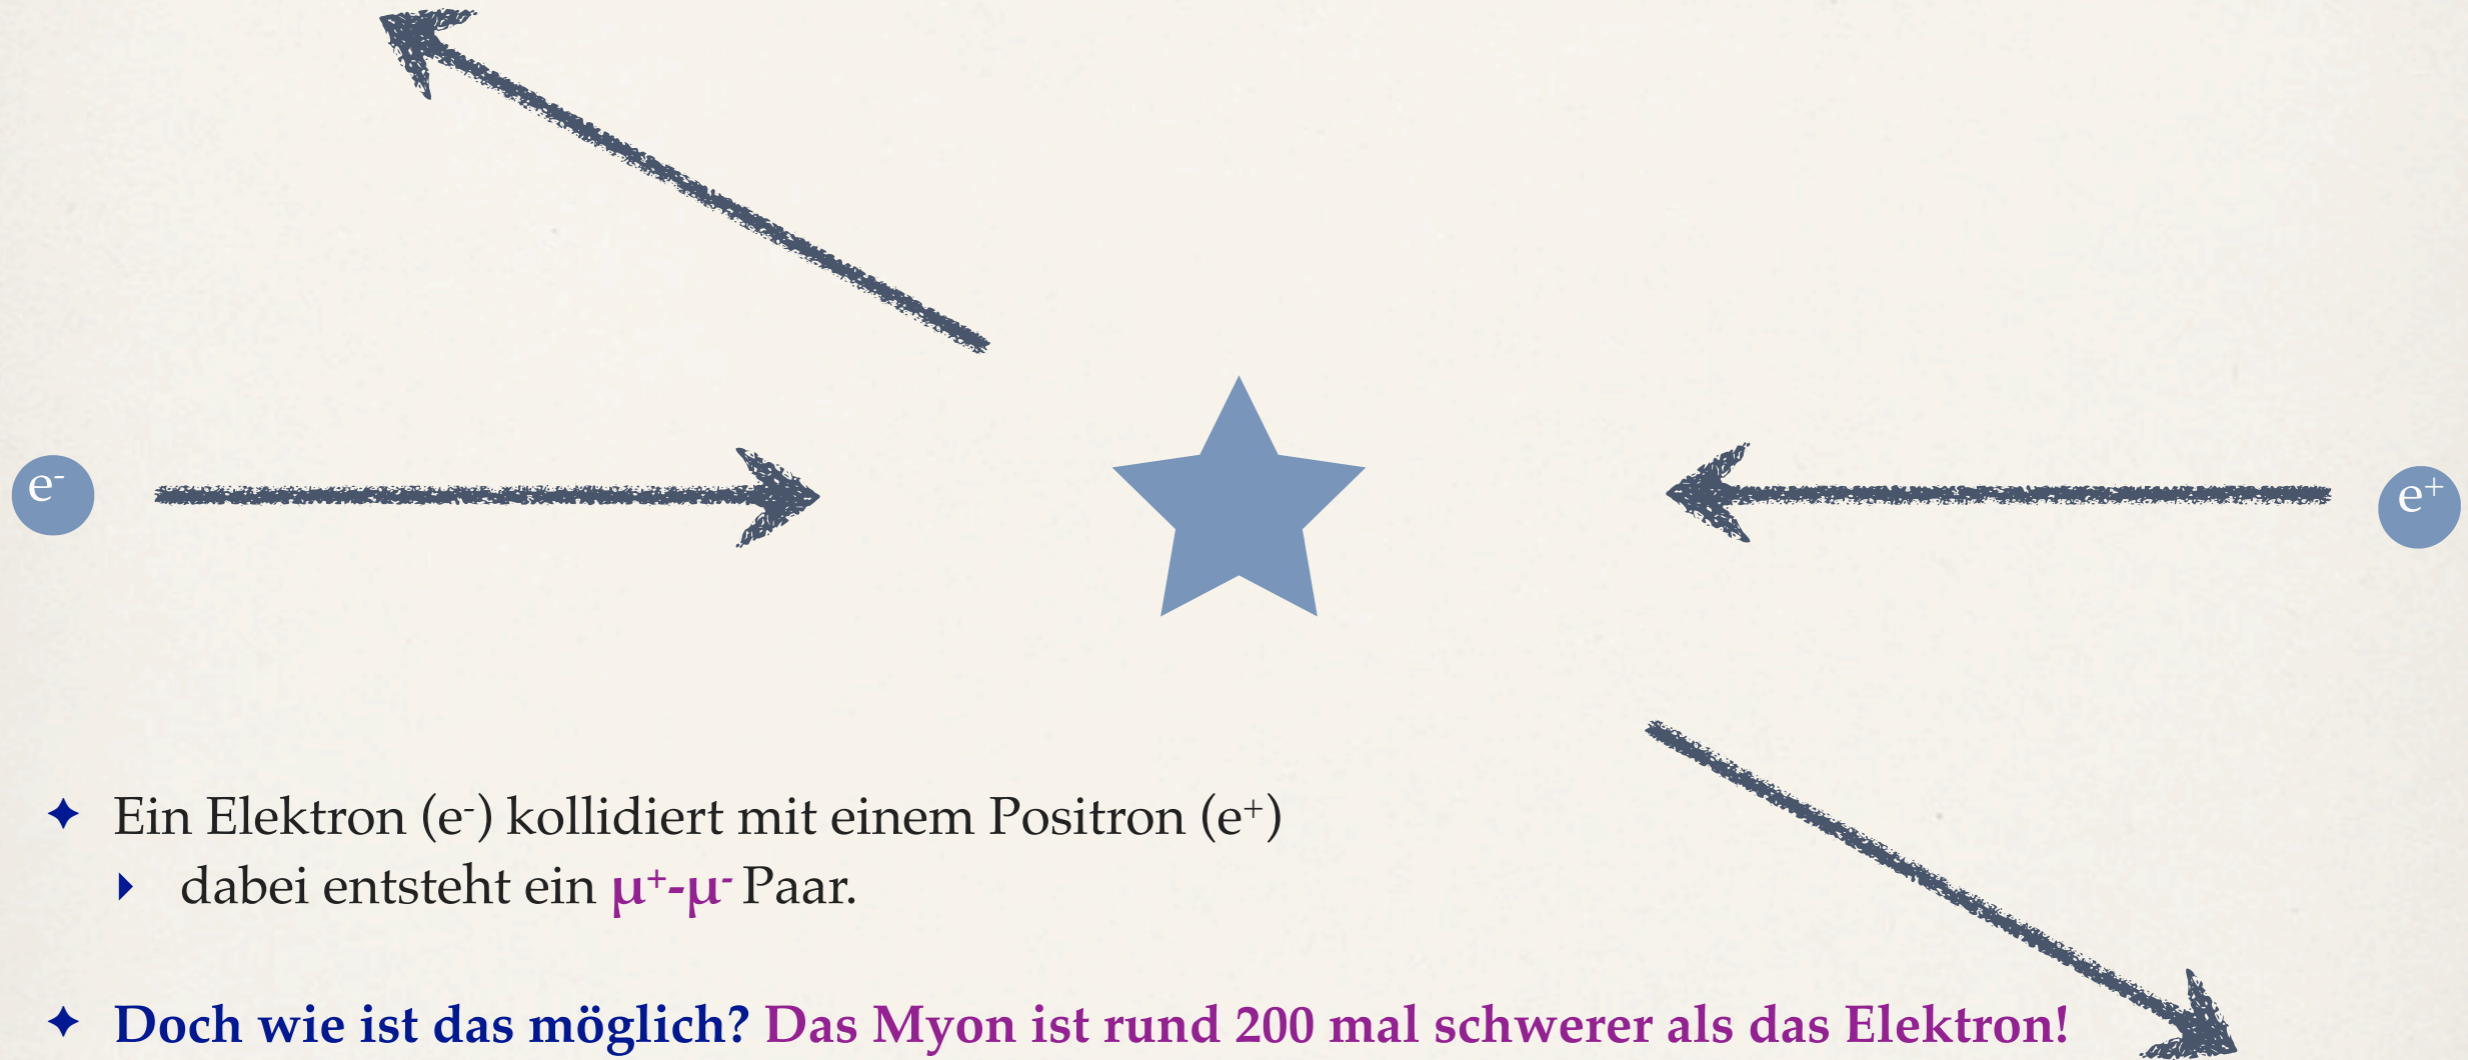 e⁻
e⁺
✦ Ein Elektron (e⁻) kollidiert mit einem Positron (e⁺)
‣ dabei entsteht ein μ⁺-μ⁻ Paar.
✦ Doch wie ist das möglich? Das Myon ist rund 200 mal schwerer als das Elektron!